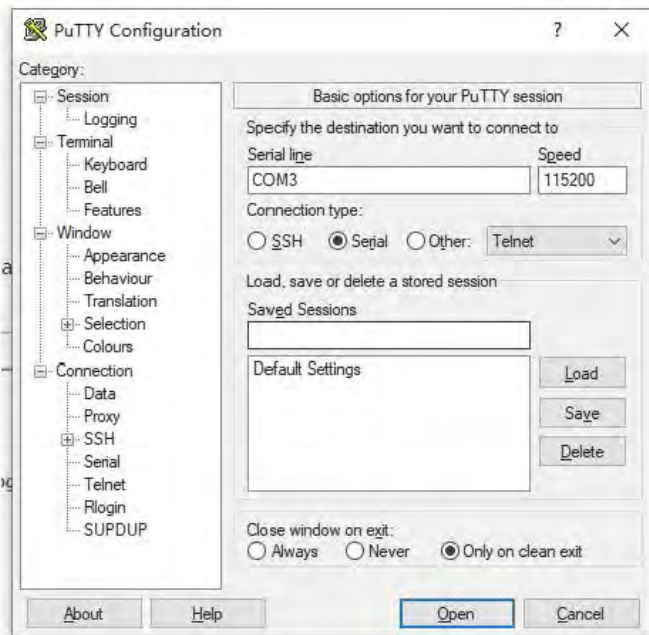 PuTTY Configuration
? X
Category:
Session
Logging
Terminal
Keyboard
Bell
Features
Window
Appearance
Behaviour
Translation
Selection
Colours
Connection
Data
Proxy
SSH
Serial
Telnet
Rlogin
SUPDUP
Basic options for your PuTTY session
Specify the destination you want to connect to
Serial line Speed
COM3 115200
Connection type:
SSH Serial Other: Telnet
Load, save or delete a stored session
Saved Sessions
Default Settings
Load
Save
Delete
Close window on exit:
Always Never Only on clean exit
About Help Open Cancel